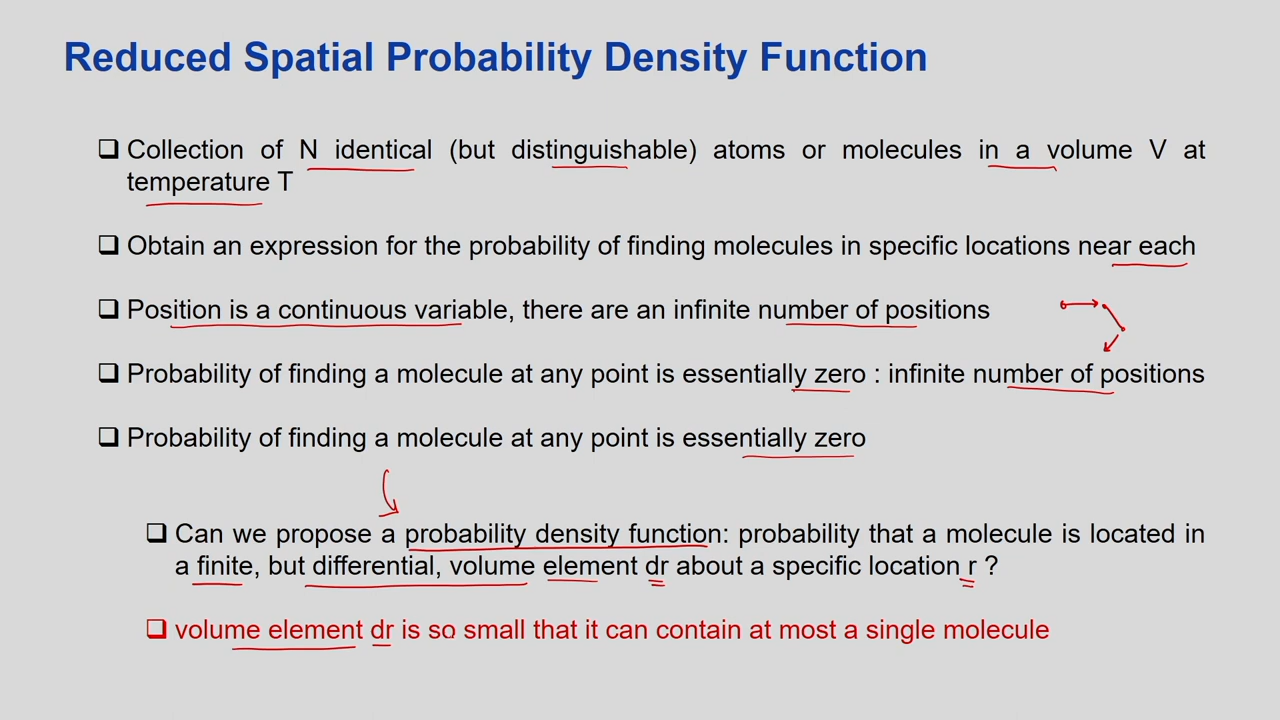 Reduced Spatial Probability Density Function
❑ Collection of N identical (but distinguishable) atoms or molecules in a volume V at
temperature T
❑ Obtain an expression for the probability of finding molecules in specific locations near each
❑ Position is a continuous variable, there are an infinite number of positions
❑ Probability of finding a molecule at any point is essentially zero : infinite number of positions
❑ Probability of finding a molecule at any point is essentially zero
❑ Can we propose a probability density function: probability that a molecule is located in
a finite, but differential, volume element dr about a specific location r ?
❑ volume element dr is so small that it can contain at most a single molecule